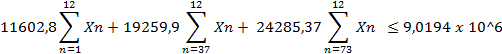 11602,8 ∑_{n=1}^{12} Xn + 19259,9 ∑_{n=37}^{12} Xn + 24285,37 ∑_{n=73}^{12} Xn ≤ 9,0194 x 10^6